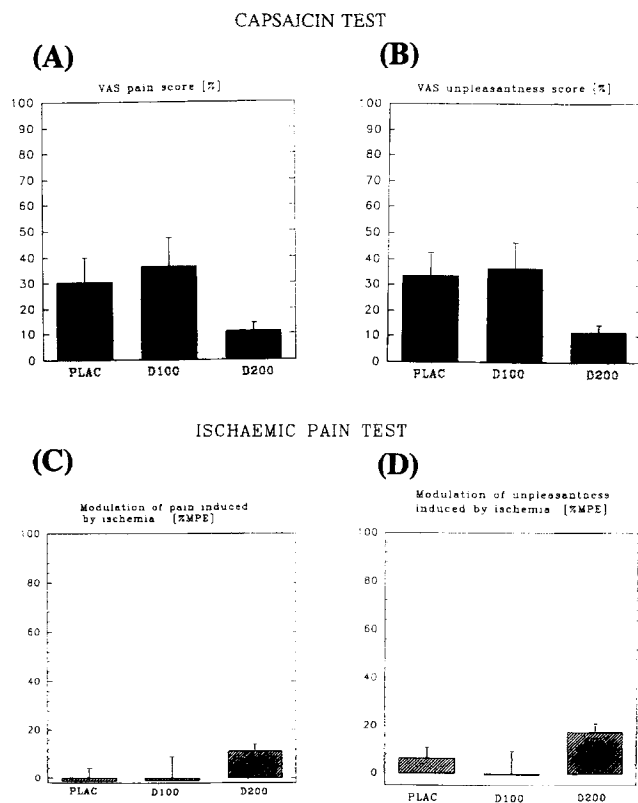 CAPSAICIN TEST
(A)
VAS pain score [%]
100
90
80
70
60
50
40
30
20
10
0
PLAC D100 D200
(B)
VAS unpleasantness score [%]
100
90
80
70
60
50
40
30
20
10
0
PLAC D100 D200
ISCHAEMIC PAIN TEST
(C)
Modulation of pain induced
by ischemia [%MPE]
100
80
60
40
20
0
PLAC D100 D200
(D)
Modulation of unpleasantness
induced by ischemia [%MPE]
100
80
60
40
20
0
PLAC D100 D200